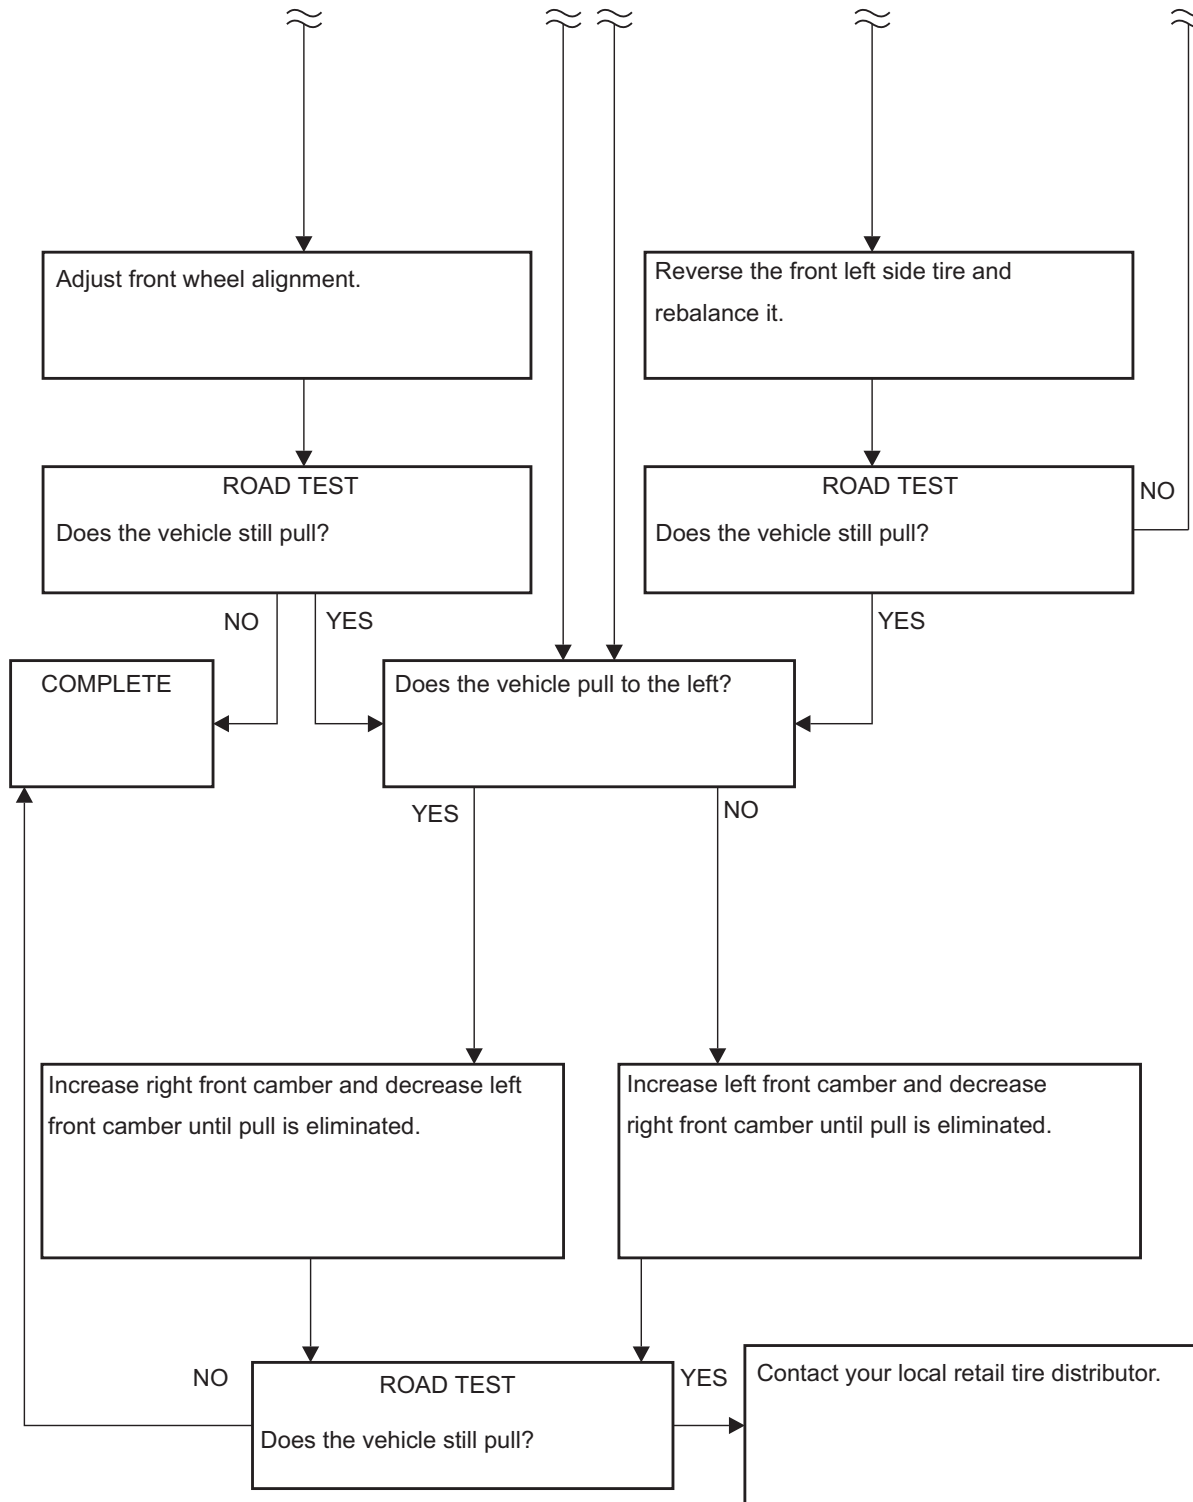 Adjust front wheel alignment.
Reverse the front left side tire and
rebalance it.
ROAD TEST
Does the vehicle still pull?
ROAD TEST
Does the vehicle still pull?
NO
NO
YES
YES
COMPLETE
Does the vehicle pull to the left?
YES
NO
Increase right front camber and decrease left
front camber until pull is eliminated.
Increase left front camber and decrease
right front camber until pull is eliminated.
NO
ROAD TEST
Does the vehicle still pull?
YES
Contact your local retail tire distributor.